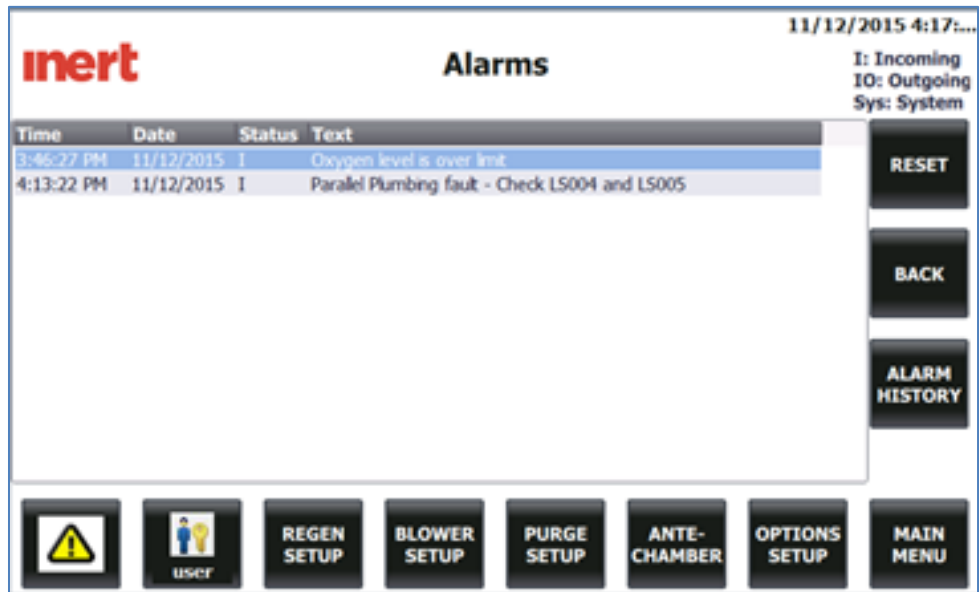 11/12/2015 4:17:...
ınert
Alarms
I: Incoming
IO: Outgoing
Sys: System
Time Date Status Text
3:46:27 PM 11/12/2015 I Oxygen level is over limit
4:13:22 PM 11/12/2015 I Parallel Plumbing fault - Check LS004 and LS005
RESET
BACK
ALARM
HISTORY
user
REGEN
SETUP
BLOWER
SETUP
PURGE
SETUP
ANTE-
CHAMBER
OPTIONS
SETUP
MAIN
MENU